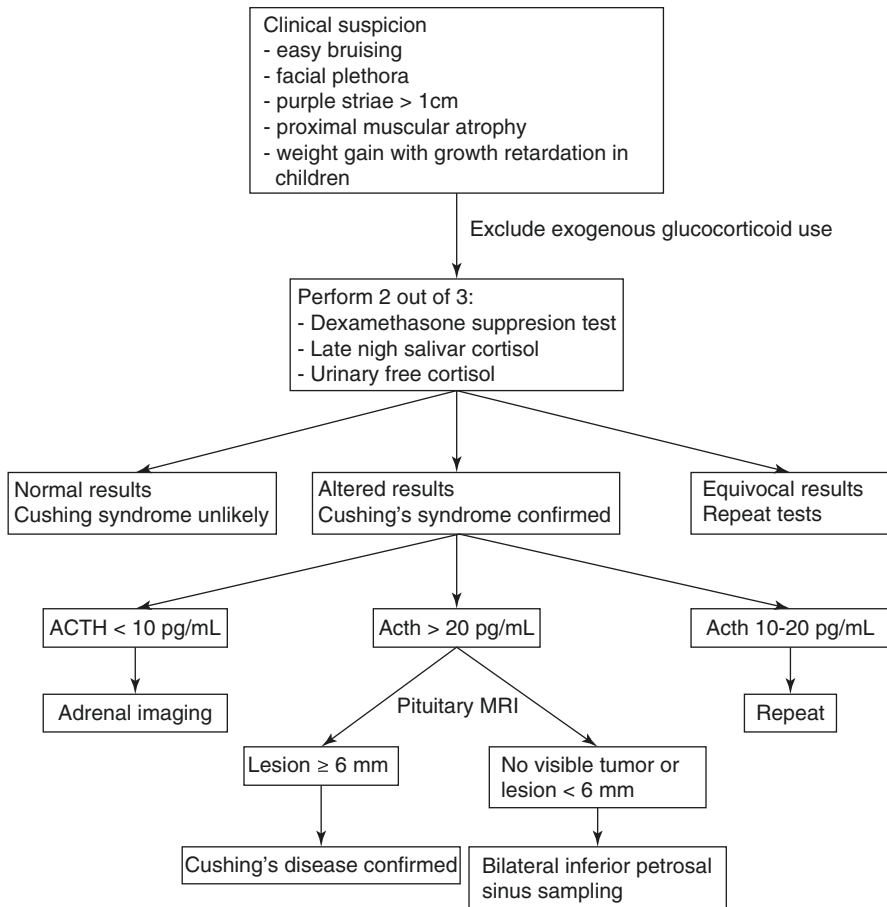 Clinical suspicion
- easy bruising
- facial plethora
- purple striae > 1cm
- proximal muscular atrophy
- weight gain with growth retardation in
children
Exclude exogenous glucocorticoid use
Perform 2 out of 3:
- Dexamethasone suppresion test
- Late nigh salivar cortisol
- Urinary free cortisol
Normal results
Cushing syndrome unlikely
Altered results
Cushing's syndrome confirmed
Equivocal results
Repeat tests
ACTH < 10 pg/mL
Acth > 20 pg/mL
Acth 10-20 pg/mL
Adrenal imaging
Pituitary MRI
Repeat
Lesion ≥ 6 mm
No visible tumor or
lesion < 6 mm
Cushing's disease confirmed
Bilateral inferior petrosal
sinus sampling